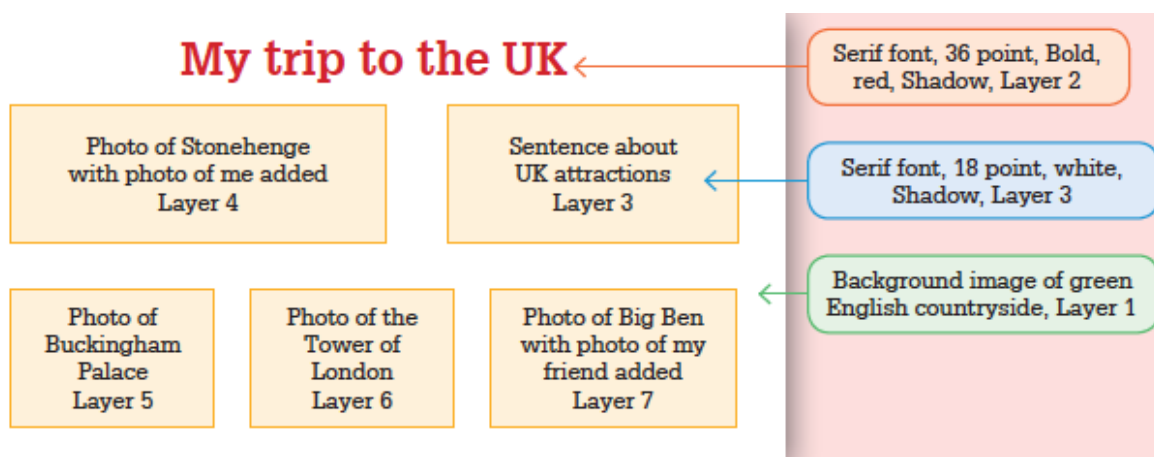 My trip to the UK
Serif font, 36 point, Bold,
red, Shadow, Layer 2
Photo of Stonehenge
with photo of me added
Layer 4
Sentence about
UK attractions
Layer 3
Serif font, 18 point, white,
Shadow, Layer 3
Background image of green
English countryside, Layer 1
Photo of
Buckingham
Palace
Layer 5
Photo of the
Tower of
London
Layer 6
Photo of Big Ben
with photo of my
friend added
Layer 7